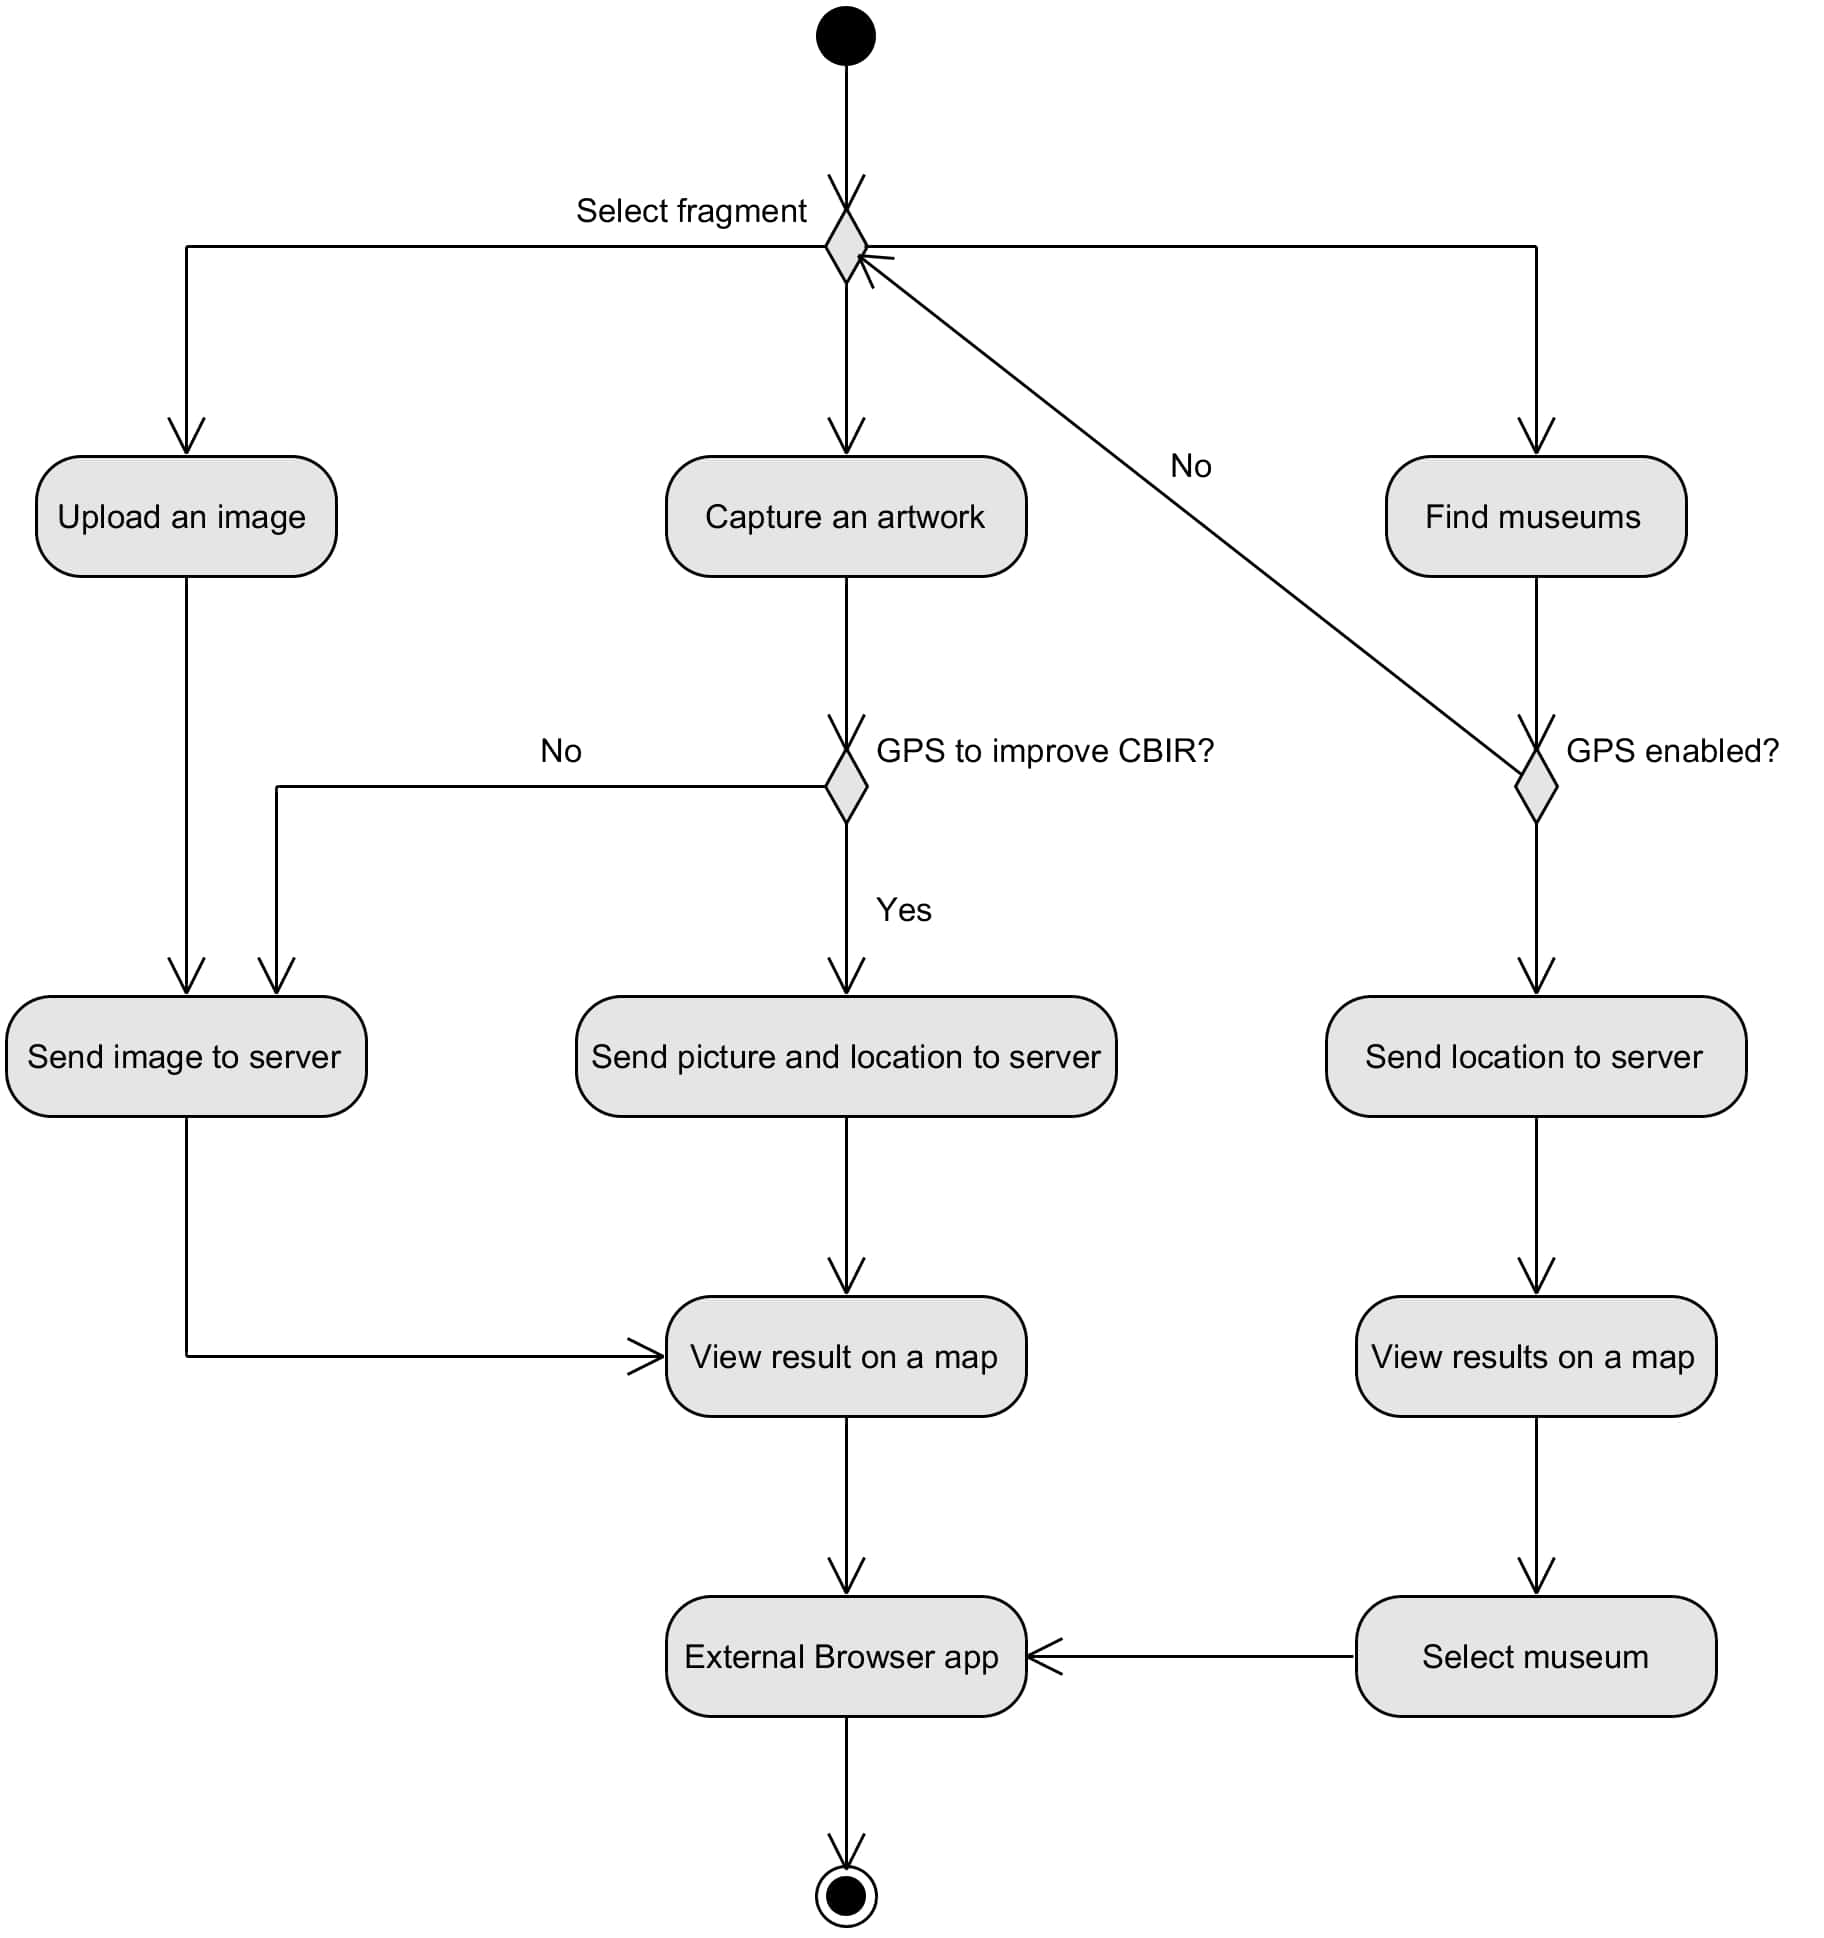 Select fragment
Upload an image
Capture an artwork
No
Find museums
No
GPS to improve CBIR?
GPS enabled?
Yes
Send image to server
Send picture and location to server
Send location to server
View result on a map
View results on a map
External Browser app
Select museum